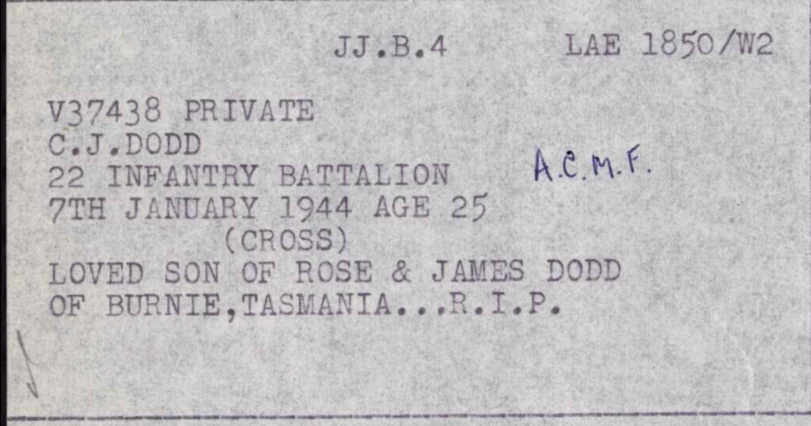 JJ.B.4 LAE 1850/W2
V37438 PRIVATE
C.J.DODD
22 INFANTRY BATTALION A.C.M.F.
7TH JANUARY 1944 AGE 25
(CROSS)
LOVED SON OF ROSE & JAMES DODD
OF BURNIE,TASMANIA...R.I.P.